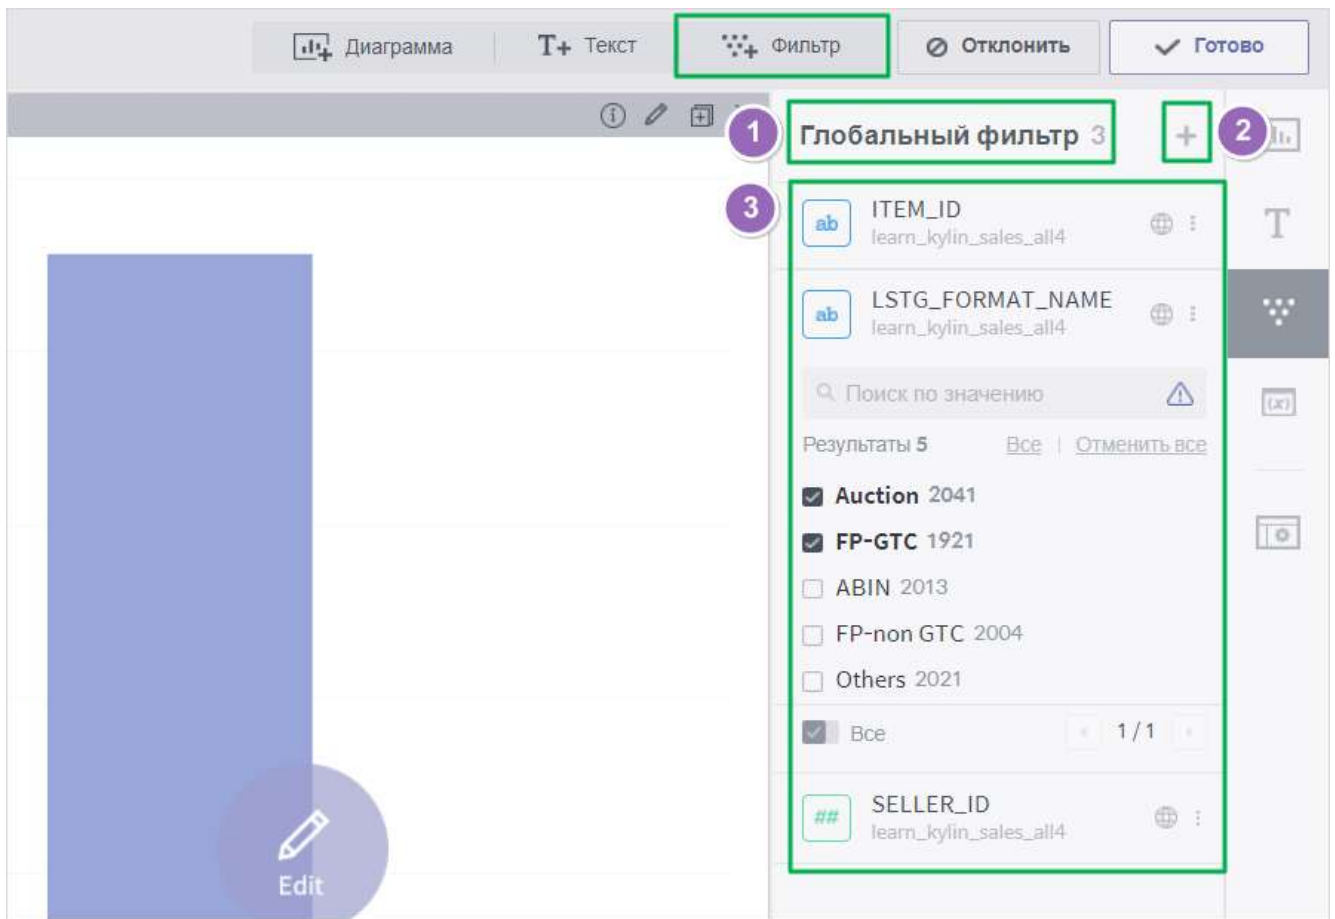 Диаграмма
T+ Текст
Фильтр
Отклонить
Готово
1
Глобальный фильтр 3
+
2
3
ab
ITEM_ID
learn_kylin_sales_all4
T
ab
LSTG_FORMAT_NAME
learn_kylin_sales_all4
Поиск по значению
(x)
Результаты 5
Все | Отменить все
Auction 2041
FP-GTC 1921
ABIN 2013
FP-non GTC 2004
Others 2021
Все
1 / 1
##
SELLER_ID
learn_kylin_sales_all4
Edit